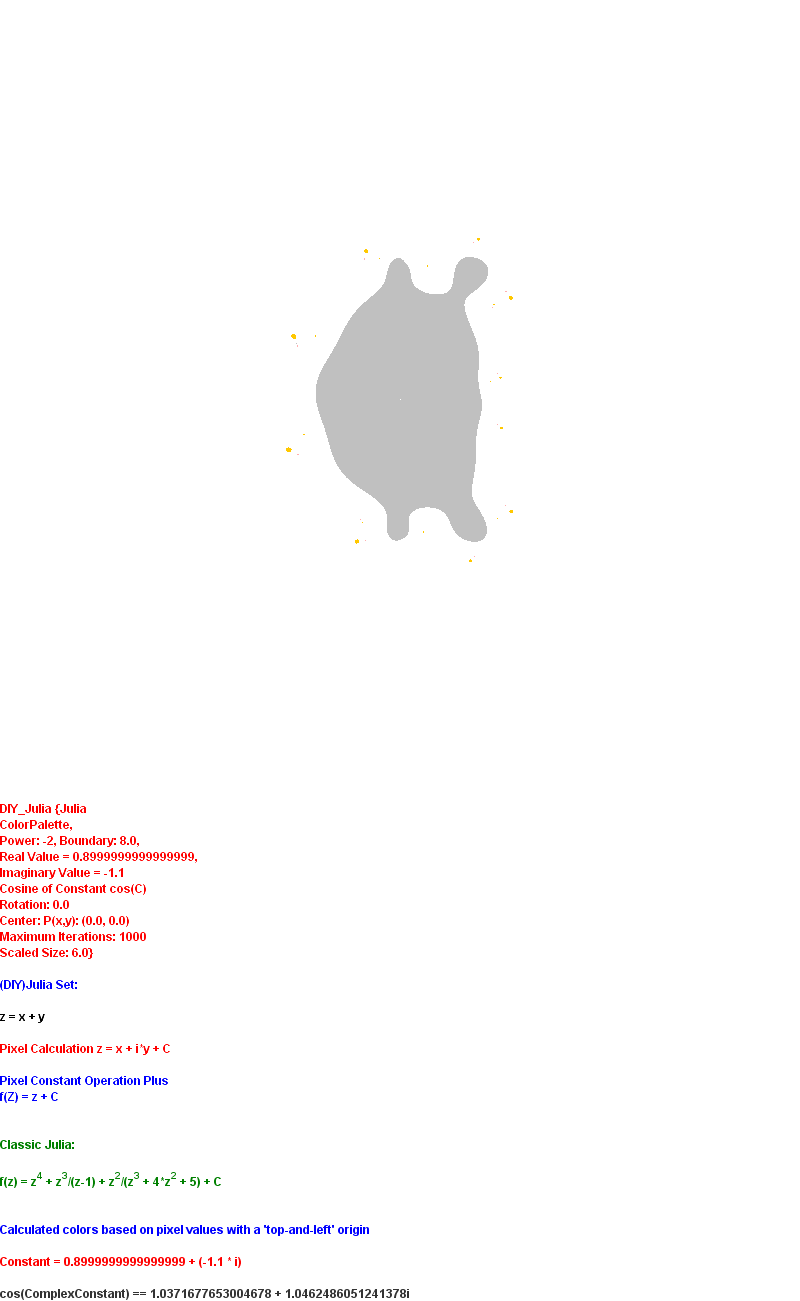 DIY_Julia {Julia
ColorPalette,
Power: -2, Boundary: 8.0,
Real Value = 0.8999999999999999,
Imaginary Value = -1.1
Cosine of Constant cos(C)
Rotation: 0.0
Center: P(x,y): (0.0, 0.0)
Maximum Iterations: 1000
Scaled Size: 6.0}
(DIY)Julia Set:
z = x + y
Pixel Calculation z = x + i*y + C
Pixel Constant Operation Plus
f(Z) = z + C
Classic Julia:
f(z) = z^4 + z^3/(z-1) + z^2/(z^3 + 4*z^2 + 5) + C
Calculated colors based on pixel values with a 'top-and-left' origin
Constant = 0.8999999999999999 + (-1.1 * i)
cos(ComplexConstant) == 1.0371677653004678 + 1.0462486051241378i